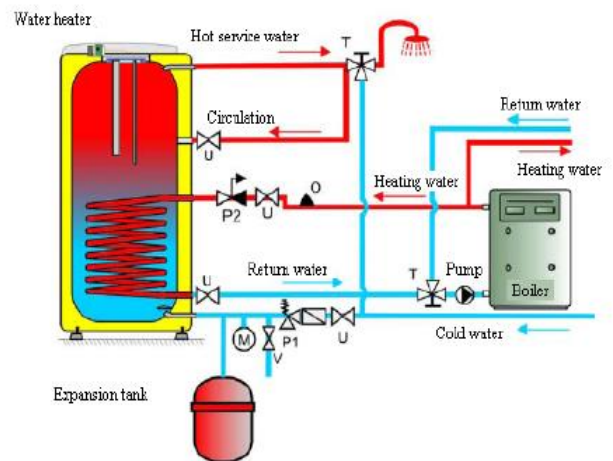 Water heater
Hot service water
T
Circulation
U
Return water
Heating water
Heating water
O
P2
U
U
Return water
T
Pump
Boiler
M
V
P1
U
Cold water
Expansion tank